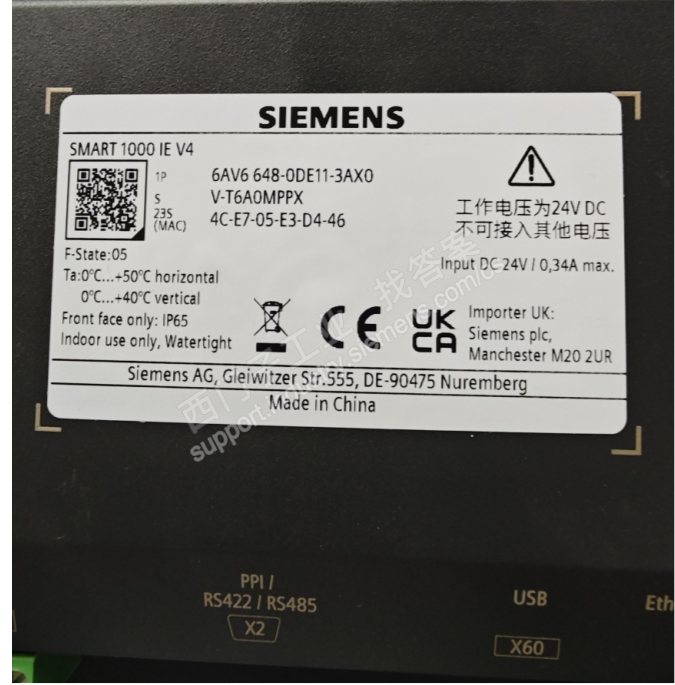 SIEMENS
SMART 1000 IE V4
1P 6AV6 648-0DE11-3AX0
S V-T6A0MPPX
23S (MAC) 4C-E7-05-E3-D4-46
工作电压为24V DC
不可接入其他电压
F-State:05
Ta:0°C...+50°C horizontal
0°C...+40°C vertical
Input DC 24V / 0,34A max.
Front face only: IP65
Indoor use only, Watertight
CE
UK
CA
Importer UK:
Siemens plc,
Manchester M20 2UR
Siemens AG, Gleiwitzer Str.555, DE-90475 Nuremberg
Made in China
PPI /
RS422 / RS485
X2
USB
X60
Eth